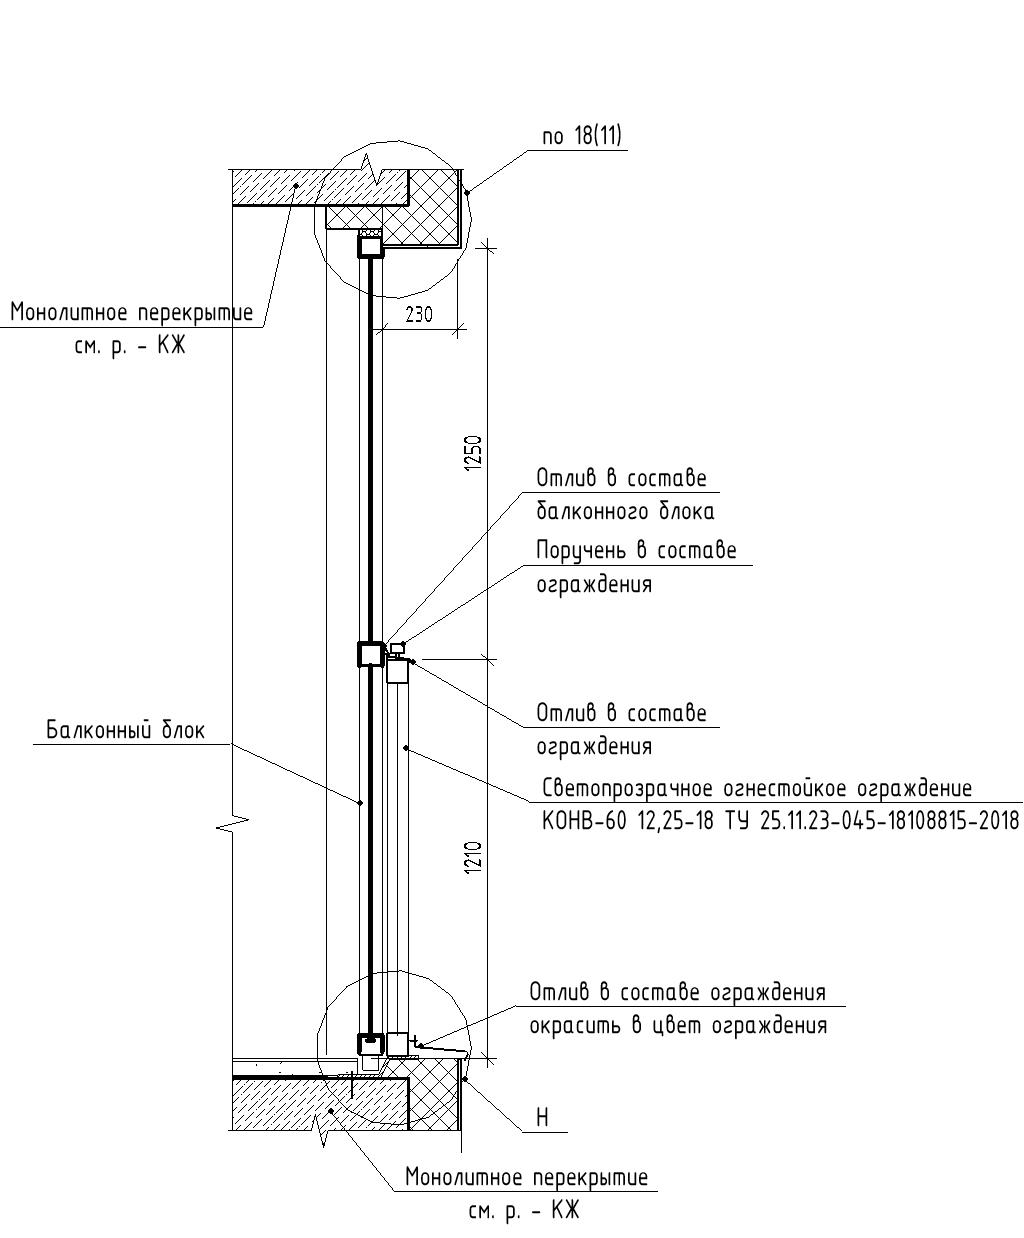 по 18(11)
Монолитное перекрытие
см. р. - КЖ
230
1250
Отлив в составе
балконного блока
Поручень в составе
ограждения
Отлив в составе
ограждения
Балконный блок
Светопрозрачное огнестойкое ограждение
КОНВ-60 12,25-18 ТУ 25.11.23-045-18108815-2018
1210
Отлив в составе ограждения
окрасить в цвет ограждения
Н
Монолитное перекрытие
см. р. - КЖ